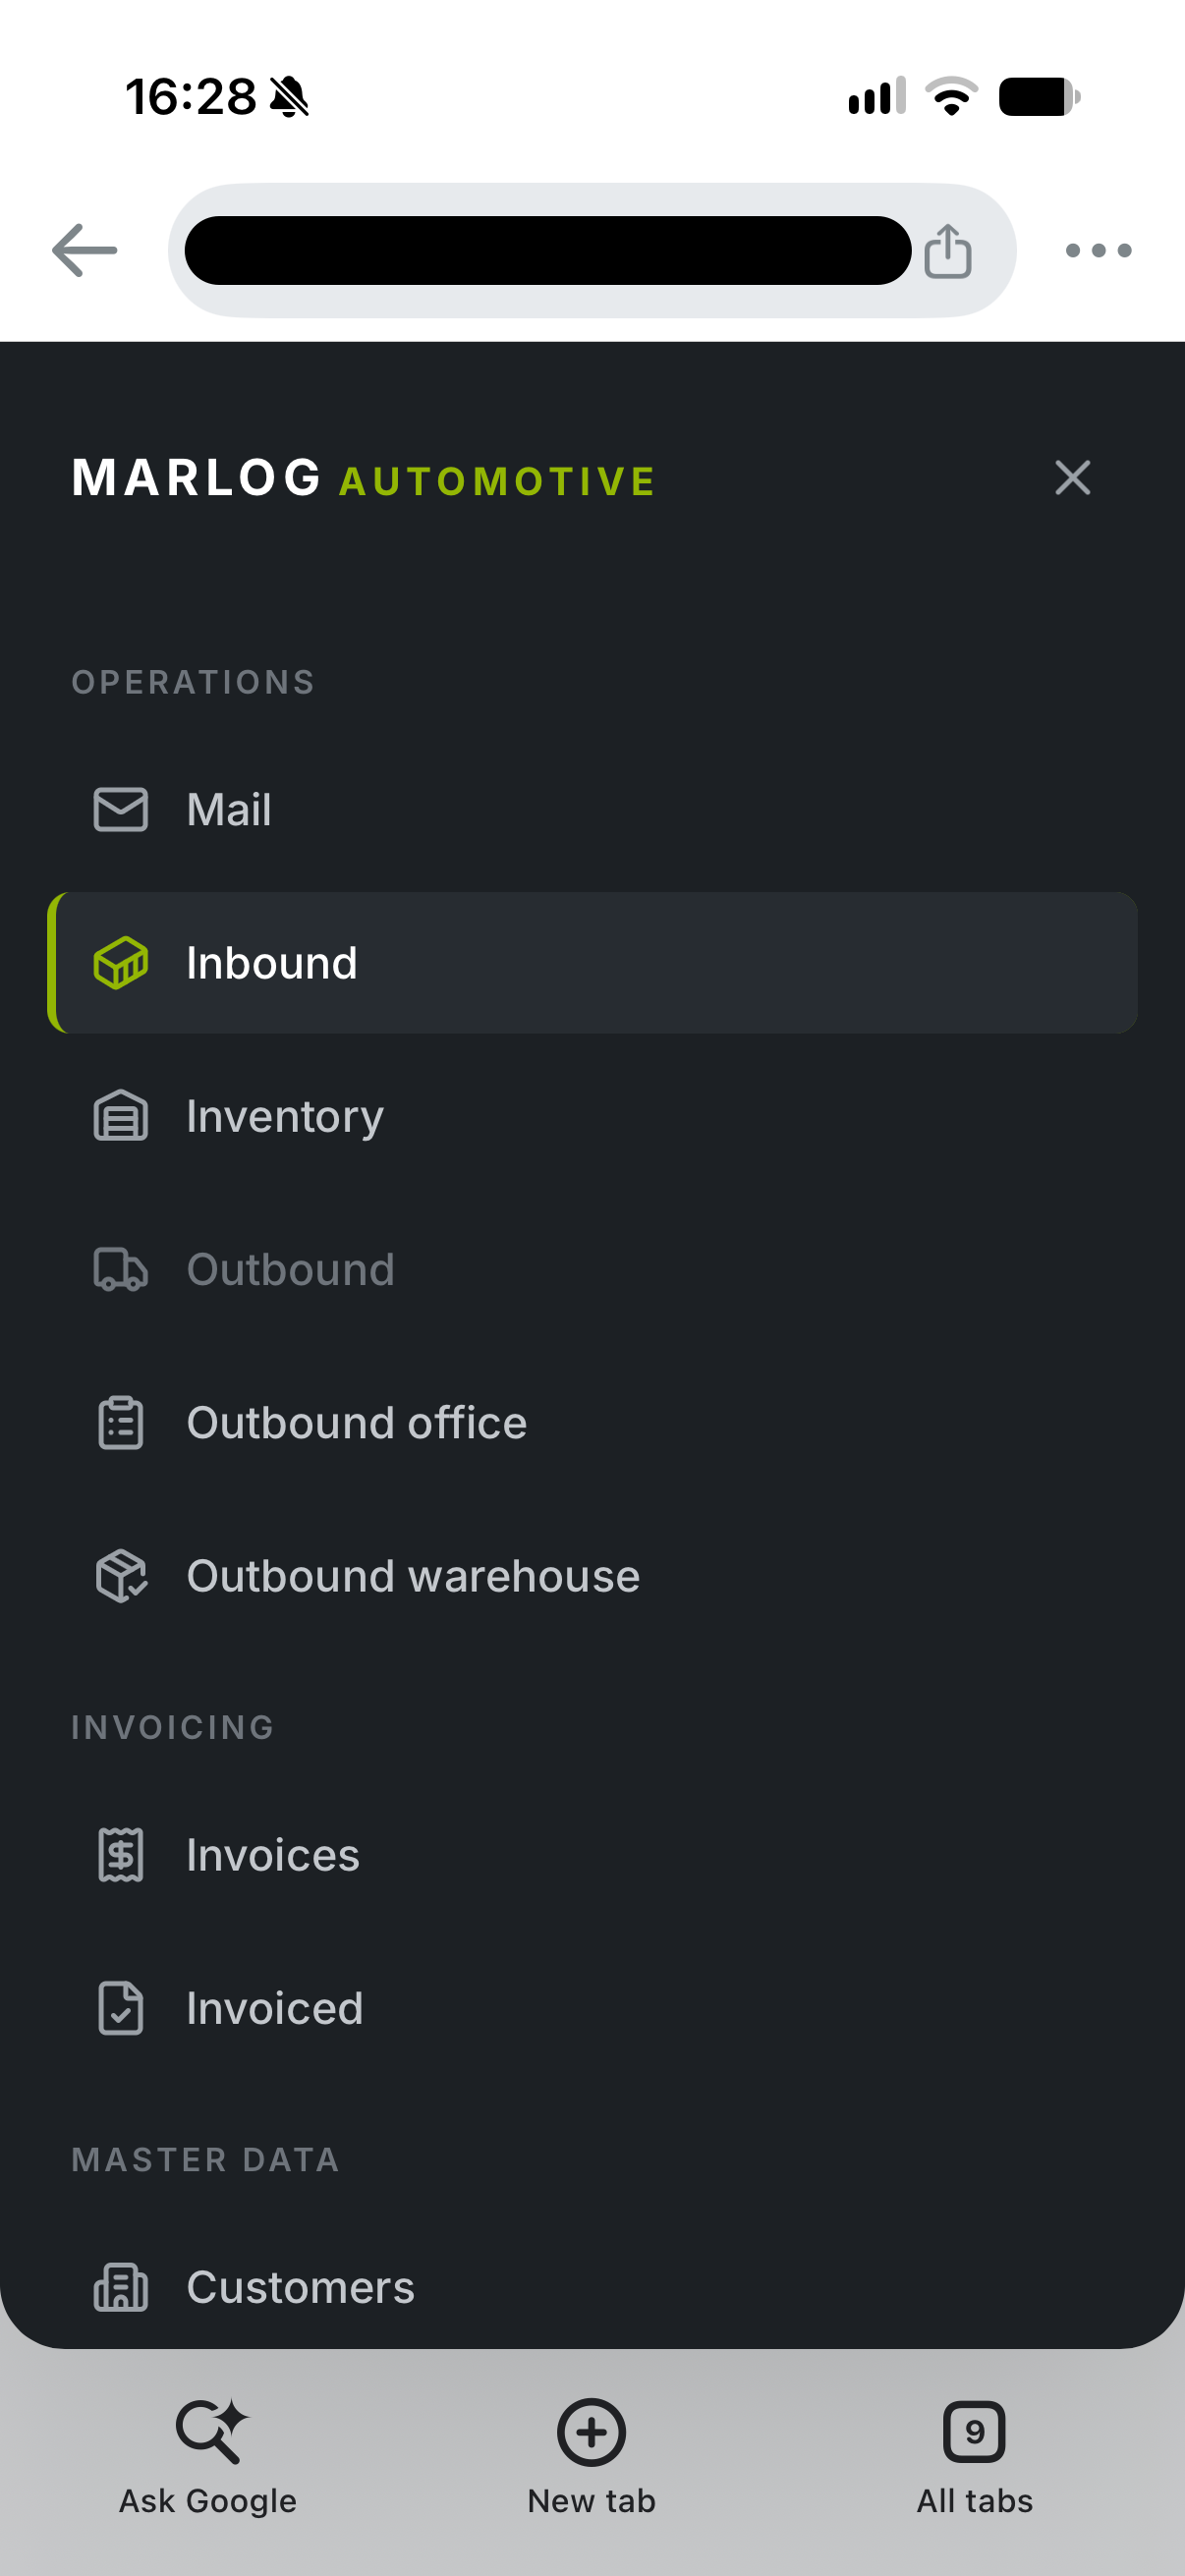 16:28
MARLOG AUTOMOTIVE
OPERATIONS
Mail
Inbound
Inventory
Outbound
Outbound office
Outbound warehouse
INVOICING
Invoices
Invoiced
MASTER DATA
Customers
9
Ask Google New tab All tabs